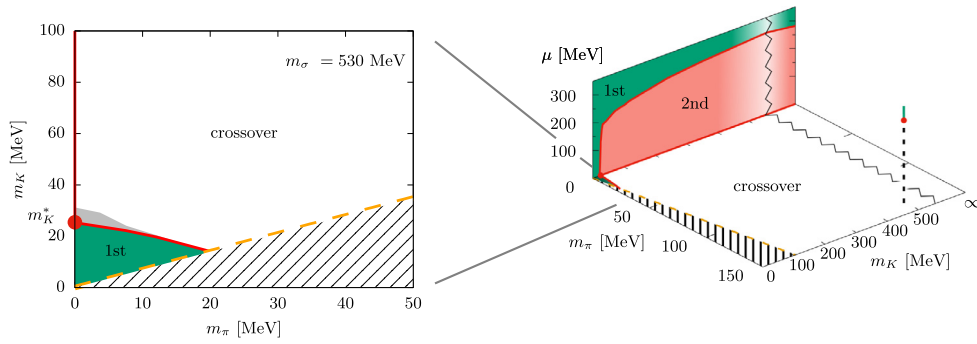 100
80
60
40
20
0
m_K [MeV]
m_K^*
m_σ = 530 MeV
crossover
1st
0 10 20 30 40 50
m_π [MeV]
μ [MeV]
300
200
100
0
1st
2nd
crossover
50
100
150
m_π [MeV]
0 100 200 300 400 500 ∝
m_K [MeV]